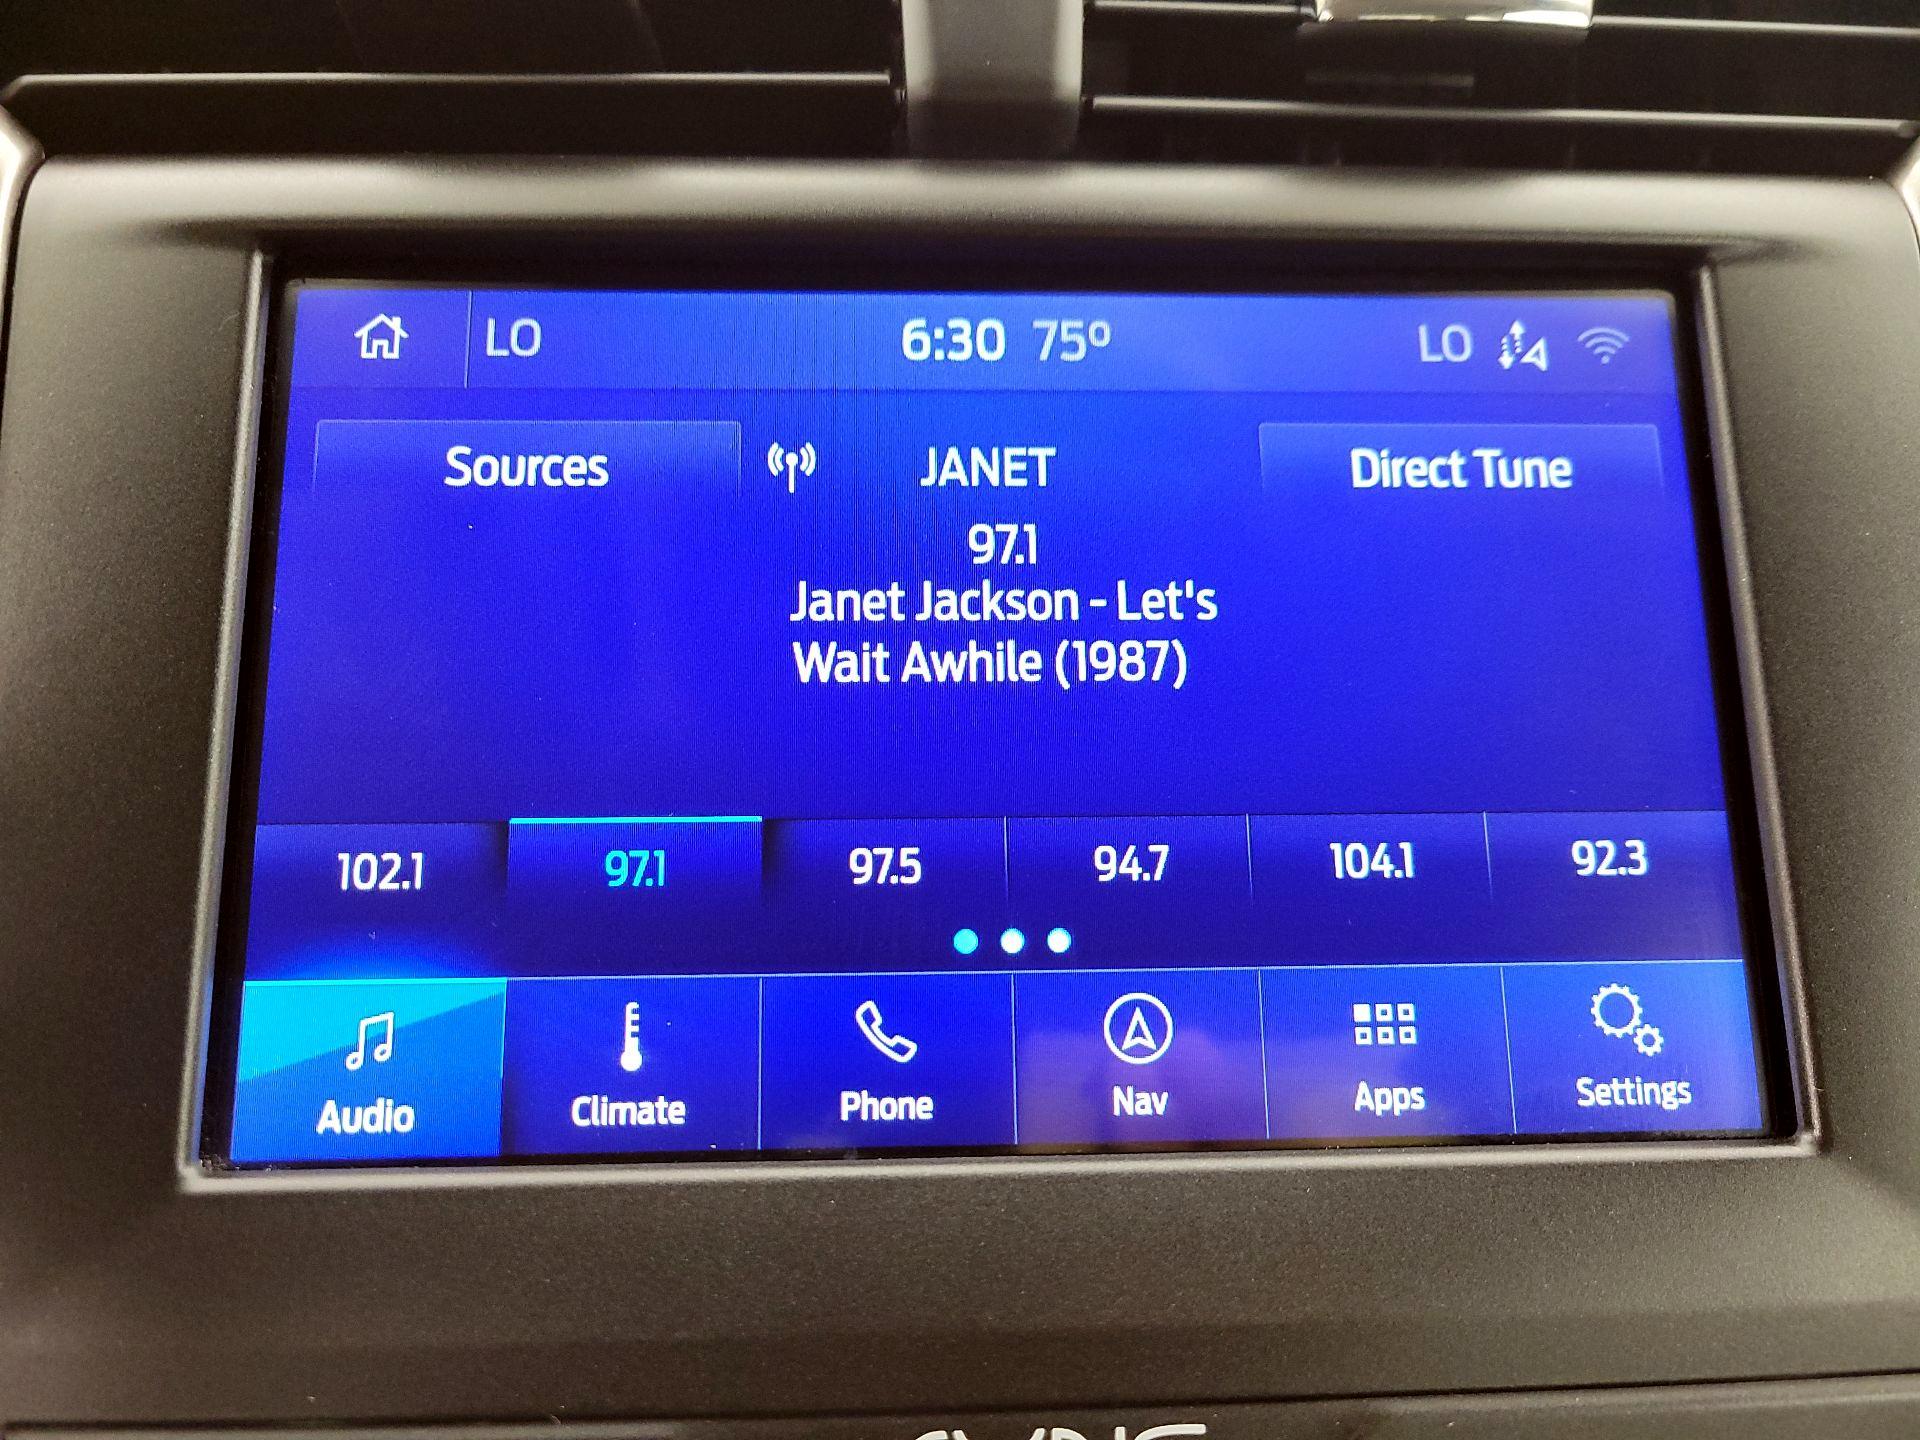 LO 6:30 75° LO
Sources JANET Direct Tune
97.1
Janet Jackson - Let's
Wait Awhile (1987)
102.1 97.1 97.5 94.7 104.1 92.3
Audio Climate Phone Nav Apps Settings
SYNC